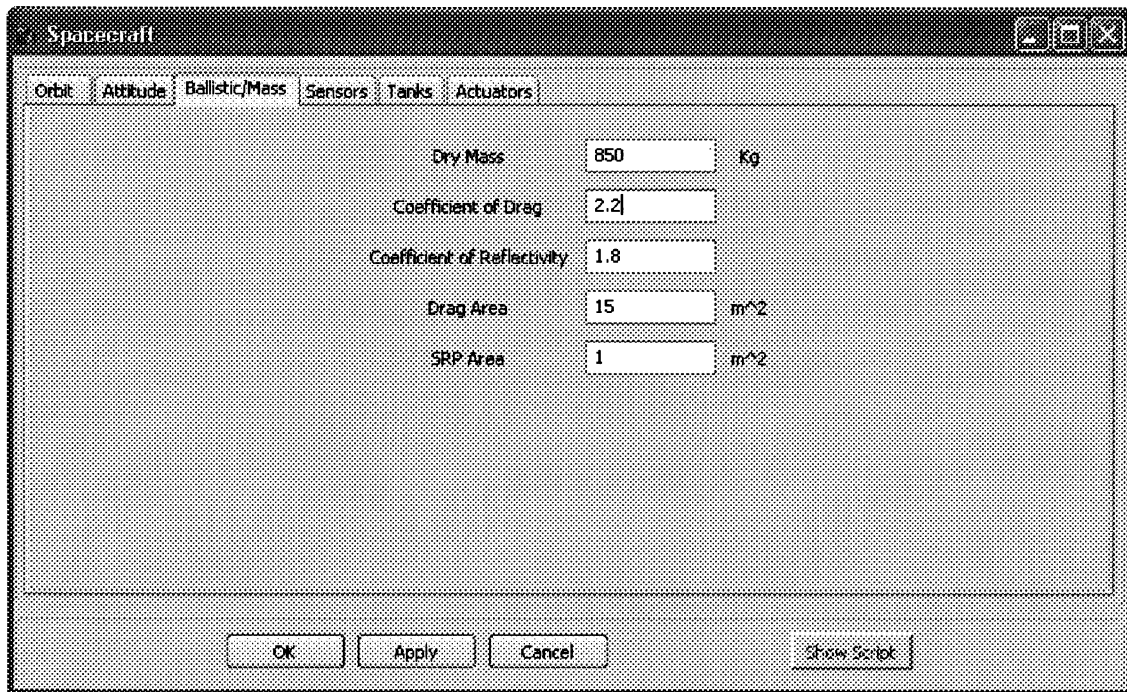 Spacecraft
Orbit Attitude Ballistic/Mass Sensors Tanks Actuators
Dry Mass 850 Kg
Coefficient of Drag 2.2
Coefficient of Reflectivity 1.8
Drag Area 15 m^2
SRP Area 1 m^2
OK Apply Cancel Show Script